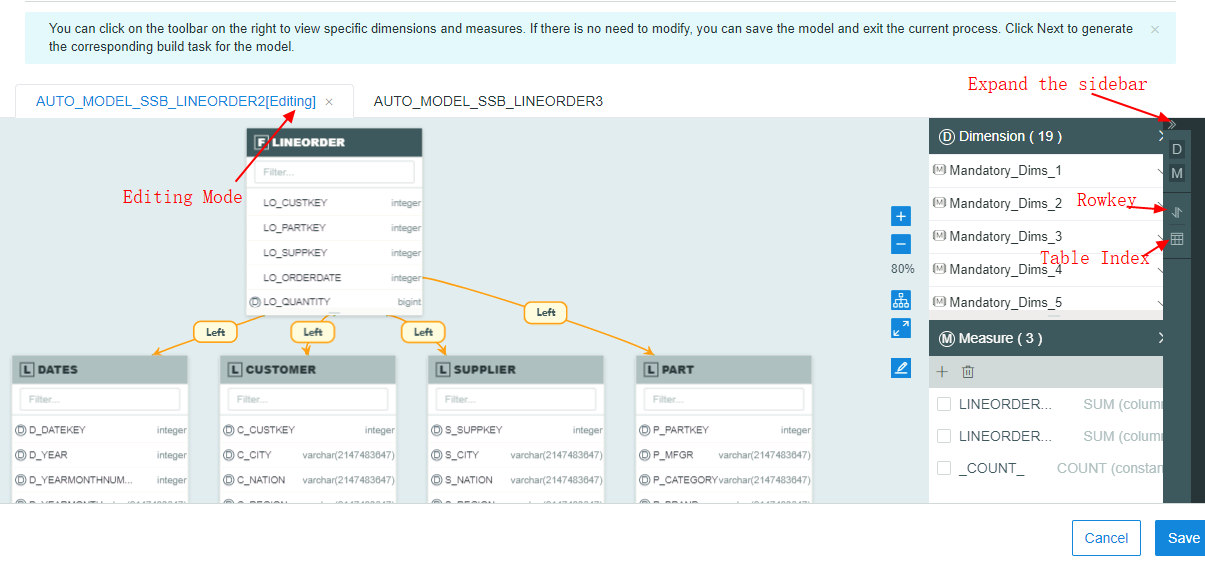 You can click on the toolbar on the right to view specific dimensions and measures. If there is no need to modify, you can save the model and exit the current process. Click Next to generate
the corresponding build task for the model.
Expand the sidebar
AUTO_MODEL_SSB_LINEORDER2[Editing]
AUTO_MODEL_SSB_LINEORDER3
F LINEORDER
Filter...
LO_CUSTKEY integer
LO_PARTKEY integer
LO_SUPPKEY integer
LO_ORDERDATE integer
D LO_QUANTITY bigint
Editing Mode
Left
Left
Left
Left
L DATES
Filter...
D D_DATEKEY integer
D D_YEAR integer
D D_YEARMONTHNUM... integer
L CUSTOMER
Filter...
D C_CUSTKEY integer
D C_CITY varchar(2147483647)
D C_NATION varchar(2147483647)
L SUPPLIER
Filter...
D S_SUPPKEY integer
D S_CITY varchar(2147483647)
D S_NATION varchar(2147483647)
L PART
Filter...
D P_PARTKEY integer
D P_MFGR varchar(2147483647)
D P_CATEGORY varchar(2147483647)
80%
D Dimension ( 19 )
M Mandatory_Dims_1
M Mandatory_Dims_2
M Mandatory_Dims_3
M Mandatory_Dims_4
M Mandatory_Dims_5
D
M
Rowkey
Table Index
M Measure ( 3 )
LINEORDER... SUM (colum
LINEORDER... SUM (colum
_COUNT_ COUNT (constan
Cancel
Save